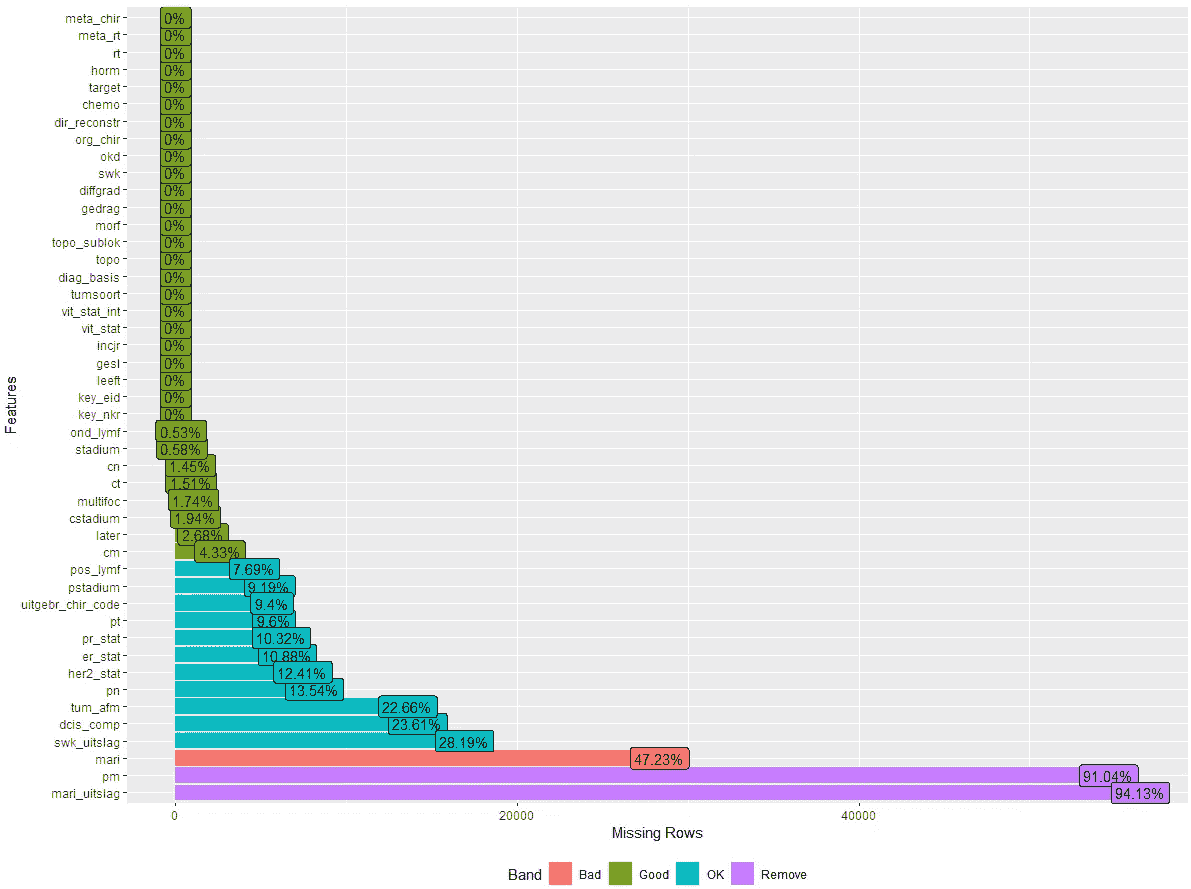 meta_chir 0%
meta_rt 0%
rt 0%
horm 0%
target 0%
chemo 0%
dir_reconstr 0%
org_chir 0%
okd 0%
swk 0%
diffgrad 0%
gedrag 0%
morf 0%
topo_sublok 0%
topo 0%
diag_basis 0%
tumsoort 0%
vit_stat_int 0%
vit_stat 0%
incjr 0%
gesl 0%
leeft 0%
key_eid 0%
key_nkr 0%
ond_lymf 0.53%
stadium 0.58%
cn 1.45%
ct 1.51%
multifoc 1.74%
cstadium 1.94%
later 2.68%
cm 4.33%
pos_lymf 7.69%
pstadium 9.19%
uitgebr_chir_code 9.4%
pt 9.6%
pr_stat 10.32%
er_stat 10.88%
her2_stat 12.41%
pn 13.54%
tum_afm 22.66%
dcis_comp 23.61%
swk_uitslag 28.19%
mari 47.23%
pm 91.04%
mari_uitslag 94.13%
Features
0 20000 40000
Missing Rows
Band Bad Good OK Remove